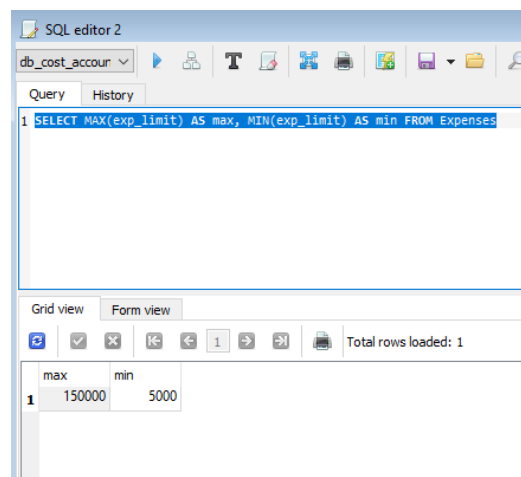 SQL editor 2
db_cost_accour
T
Query History
1 SELECT MAX(exp_limit) AS max, MIN(exp_limit) AS min FROM Expenses
Grid view Form view
1 Total rows loaded: 1
max min
1 150000 5000